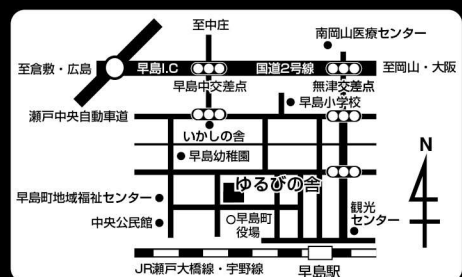 至中庄
南岡山医療センター
至倉敷・広島
早島I.C
国道2号線
至岡山・大阪
早島中交差点
無津交差点
瀬戸中央自動車道
早島小学校
いかしの舎
早島幼稚園
N
ゆるびの舎
早島町地域福祉センター
中央公民館
早島町
役場
観光
センター
JR瀬戸大橋線・宇野線
早島駅